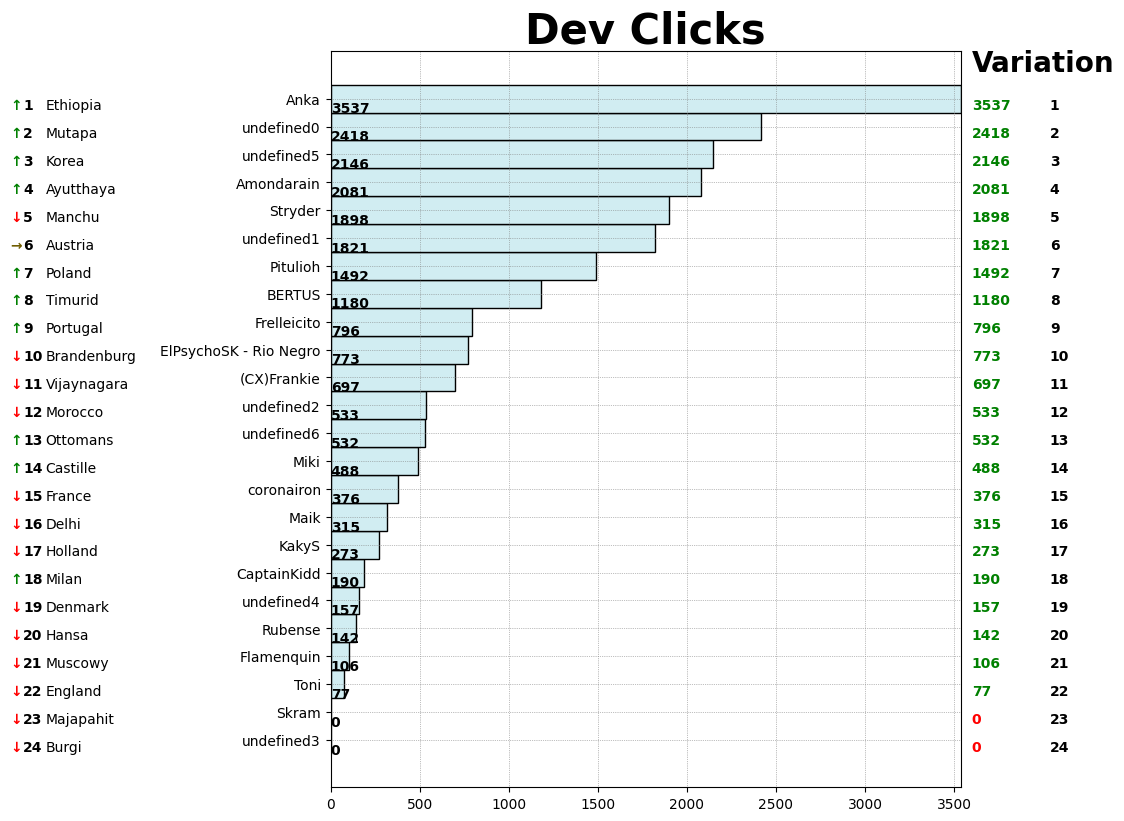 Dev Clicks
Variation
↑ 1 Ethiopia Anka 3537 3537 1
↑ 2 Mutapa undefined0 2418 2418 2
↑ 3 Korea undefined5 2146 2146 3
↑ 4 Ayutthaya Amondarain 2081 2081 4
↓ 5 Manchu Stryder 1898 1898 5
→ 6 Austria undefined1 1821 1821 6
↑ 7 Poland Pitulioh 1492 1492 7
↑ 8 Timurid BERTUS 1180 1180 8
↑ 9 Portugal Frelleicito 796 796 9
↓ 10 Brandenburg ElPsychoSK - Rio Negro 773 773 10
↓ 11 Vijaynagara (CX)Frankie 697 697 11
↓ 12 Morocco undefined2 533 533 12
↑ 13 Ottomans undefined6 532 532 13
↑ 14 Castille Miki 488 488 14
↓ 15 France coronairon 376 376 15
↓ 16 Delhi Maik 315 315 16
↓ 17 Holland KakyS 273 273 17
↑ 18 Milan CaptainKidd 190 190 18
↓ 19 Denmark undefined4 157 157 19
↓ 20 Hansa Rubense 142 142 20
↓ 21 Muscowy Flamenquin 106 106 21
↓ 22 England Toni 77 77 22
↓ 23 Majapahit Skram 0 0 23
↓ 24 Burgi undefined3 0 0 24
0 500 1000 1500 2000 2500 3000 3500